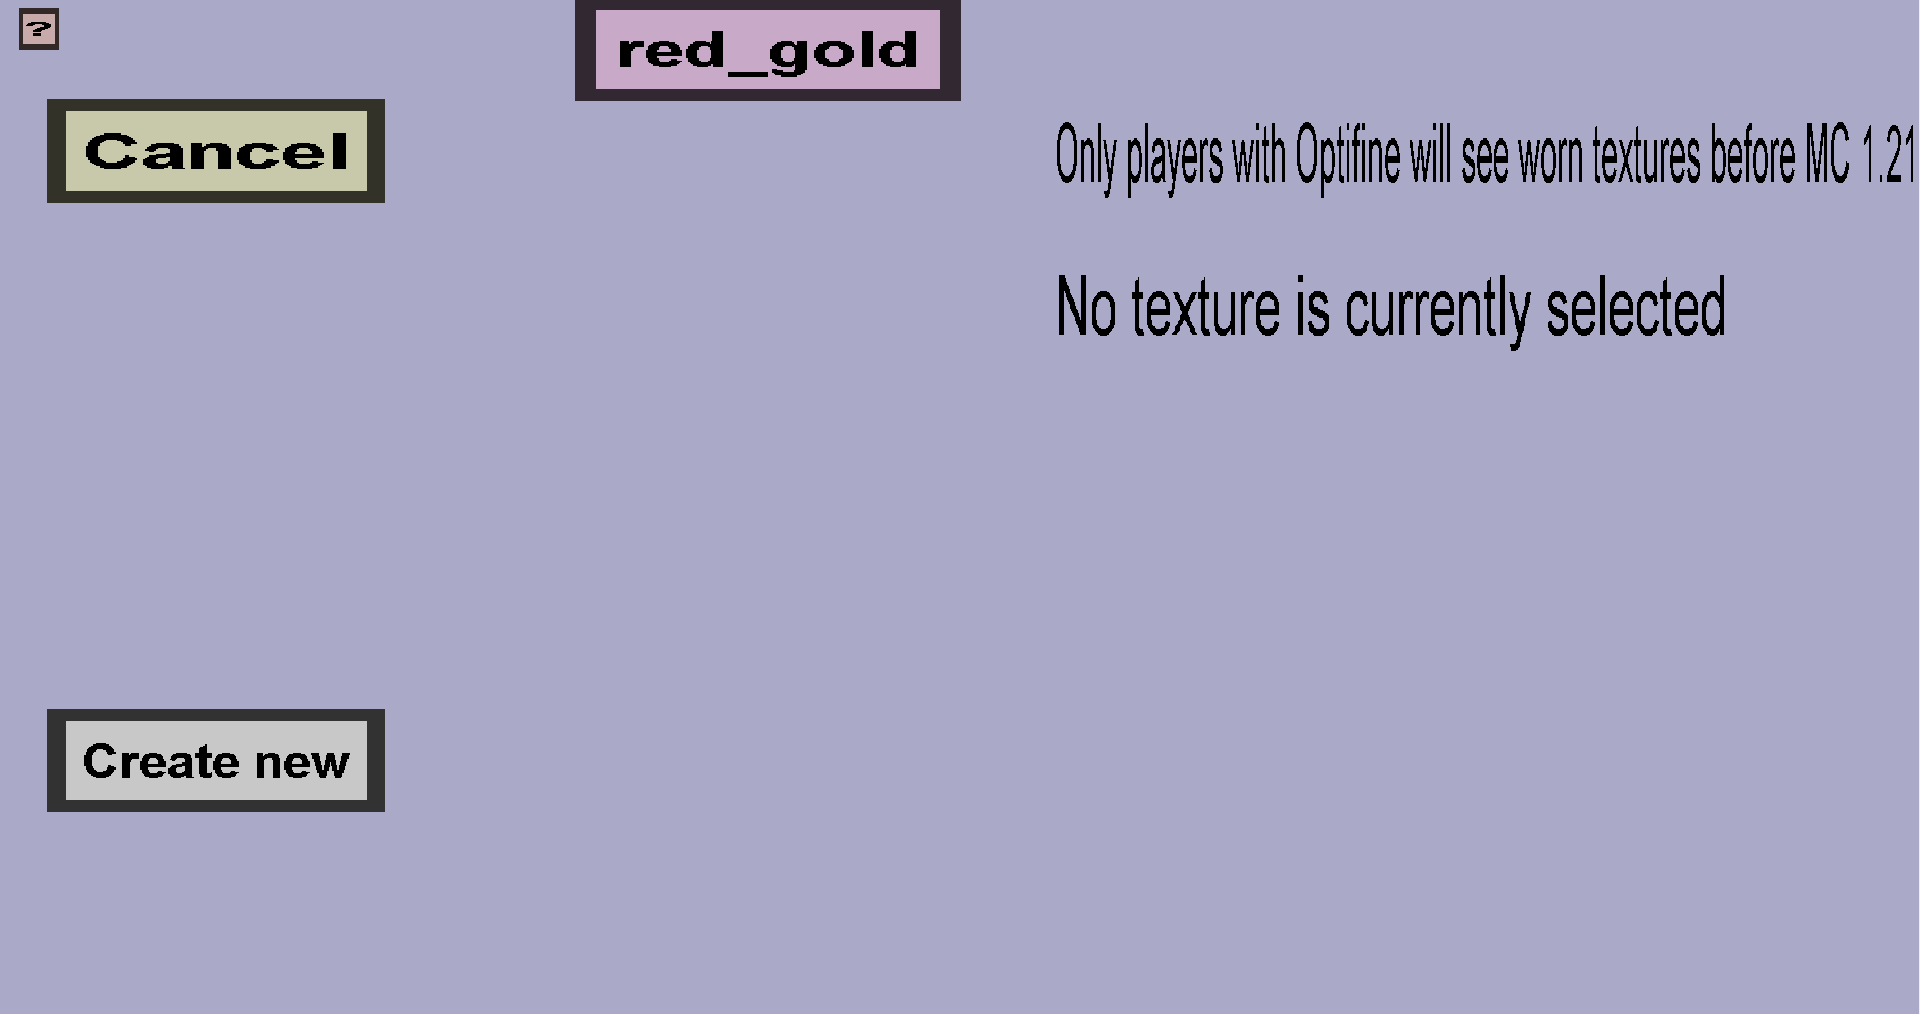 ?
red_gold
Cancel
Only players with Optifine will see worn textures before MC 1.21
No texture is currently selected
Create new